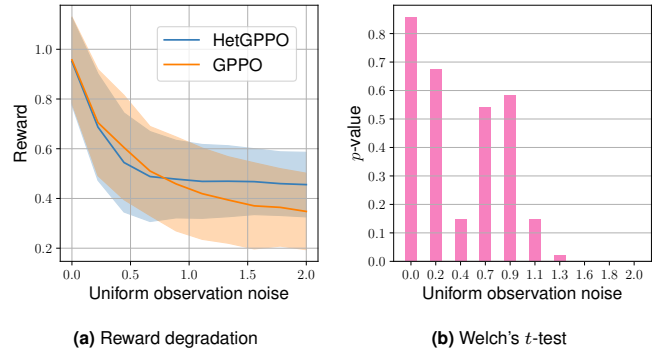 HetGPPO
GPPO
Reward
1.0
0.8
0.6
0.4
0.2
0.0 0.5 1.0 1.5 2.0
Uniform observation noise
(a) Reward degradation
p-value
0.8
0.7
0.6
0.5
0.4
0.3
0.2
0.1
0.0
0.0 0.2 0.4 0.7 0.9 1.1 1.3 1.6 1.8 2.0
Uniform observation noise
(b) Welch's t-test